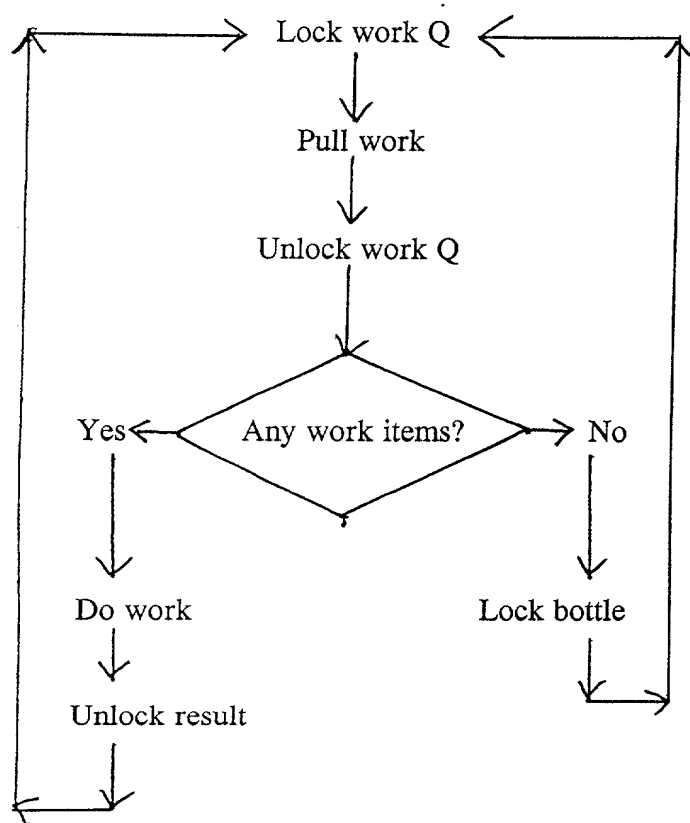 Lock work Q
Pull work
Unlock work Q
Yes
Any work items?
No
Do work
Lock bottle
Unlock result